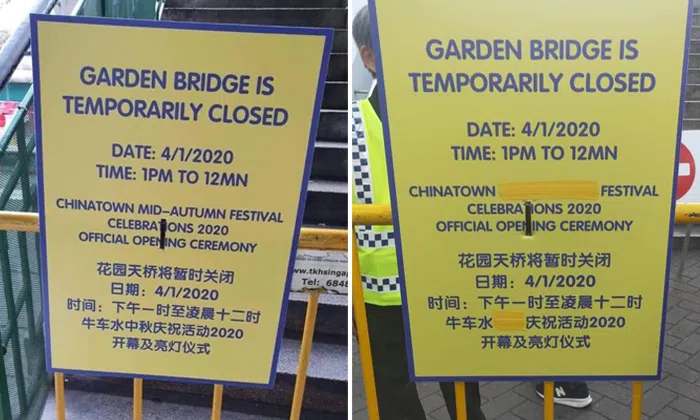 GARDEN BRIDGE IS
TEMPORARILY CLOSED
DATE: 4/1/2020
TIME: 1PM TO 12MN
CHINATOWN MID-AUTUMN FESTIVAL
CELEBRATIONS 2020
OFFICIAL OPENING CEREMONY
花园天桥将暂时关闭
日期：4/1/2020
时间：下午一时至凌晨十二时
牛车水中秋庆祝活动2020
开幕及亮灯仪式
www.tkhsinga
Tel: 6848
GARDEN BRIDGE IS
TEMPORARILY CLOSED
DATE: 4/1/2020
TIME: 1PM TO 12MN
CHINATOWN FESTIVAL
CELEBRATIONS 2020
OFFICIAL OPENING CEREMONY
花园天桥将暂时关闭
日期：4/1/2020
时间：下午一时至凌晨十二时
牛车水庆祝活动2020
开幕及亮灯仪式